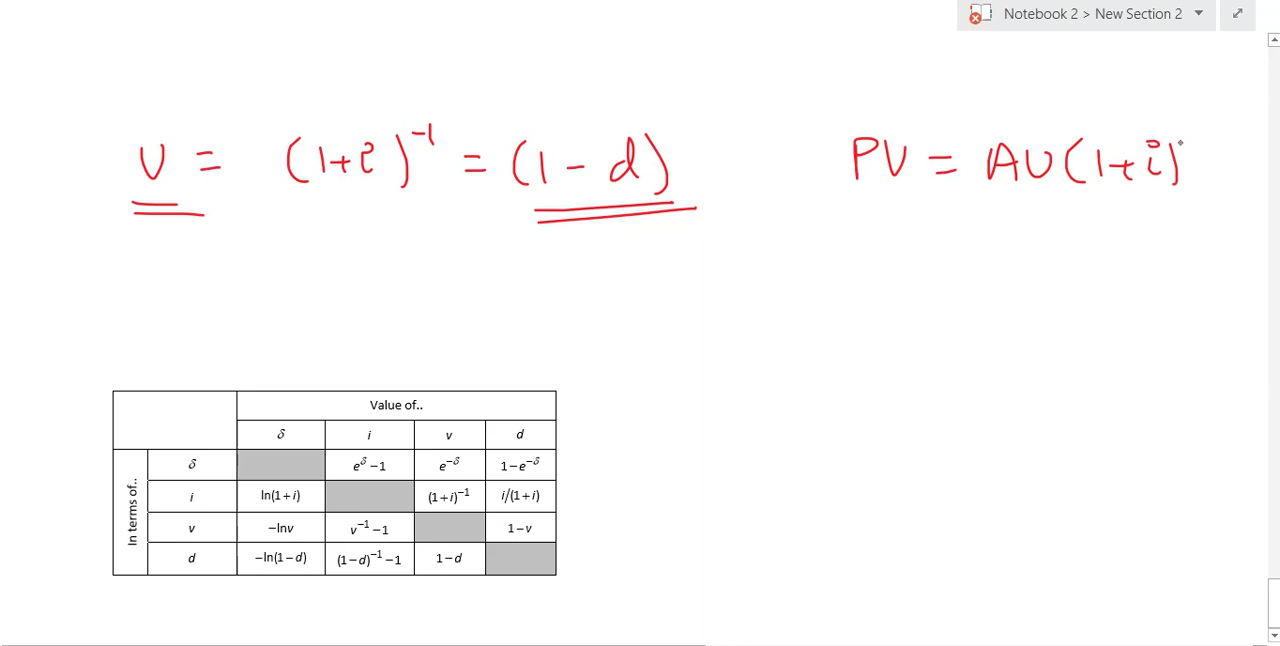 Notebook 2 > New Section 2
v = (1+i)⁻¹ = (1 - d)
PV = AV(1+i)
Value of..
δ i v d
In terms of..
δ e^δ −1 e^−δ 1−e^−δ
i ln(1+i) (1+i)⁻¹ i/(1+i)
v −lnv v⁻¹ −1 1−v
d −ln(1−d) (1−d)⁻¹ −1 1−d